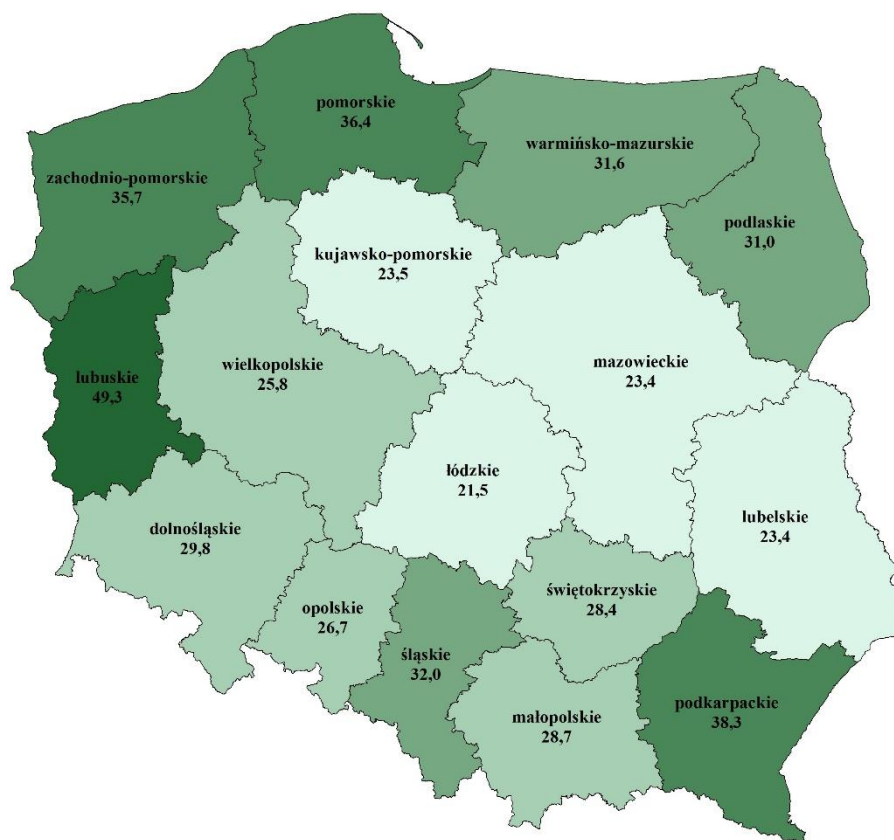 pomorskie
36,4
warmińsko-mazurskie
31,6
zachodnio-pomorskie
35,7
podlaskie
31,0
kujawsko-pomorskie
23,5
mazowieckie
23,4
wielkopolskie
25,8
lubuskie
49,3
łódzkie
21,5
lubelskie
23,4
dolnośląskie
29,8
świętokrzyskie
28,4
opolskie
26,7
śląskie
32,0
podkarpackie
38,3
małopolskie
28,7